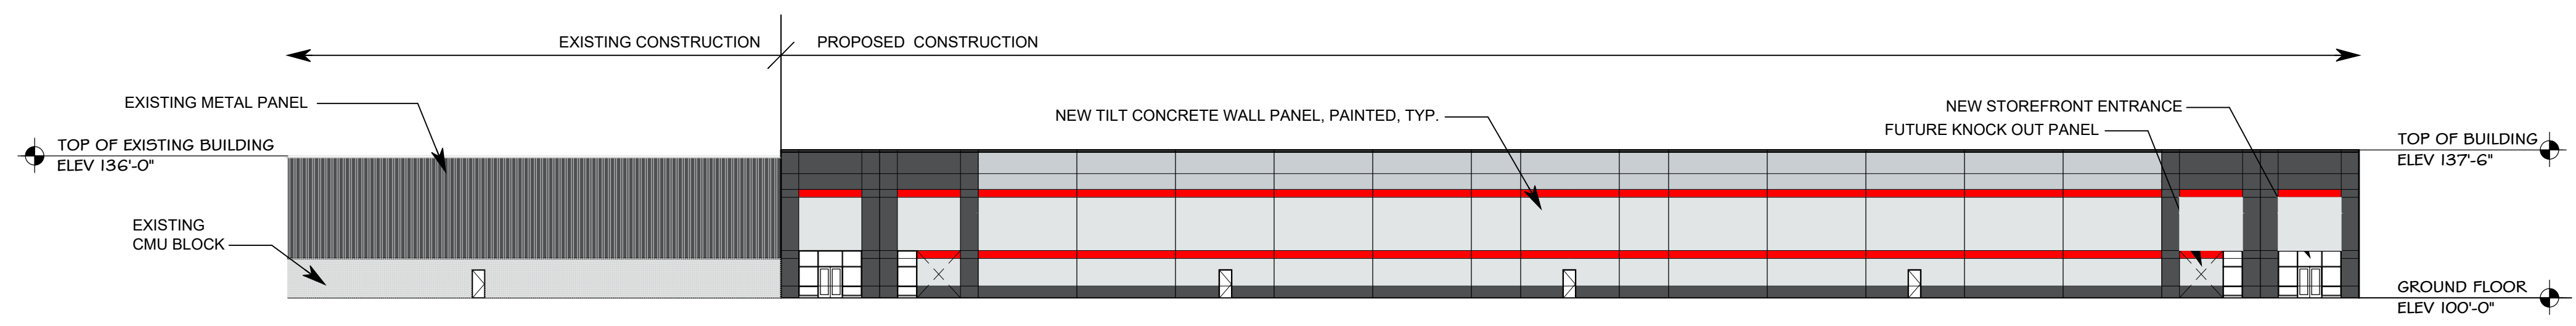 EXISTING CONSTRUCTION
PROPOSED CONSTRUCTION
EXISTING METAL PANEL
NEW TILT CONCRETE WALL PANEL, PAINTED, TYP.
NEW STOREFRONT ENTRANCE
FUTURE KNOCK OUT PANEL
TOP OF EXISTING BUILDING
ELEV 136'-0"
TOP OF BUILDING
ELEV 137'-6"
EXISTING
CMU BLOCK
GROUND FLOOR
ELEV 100'-0"